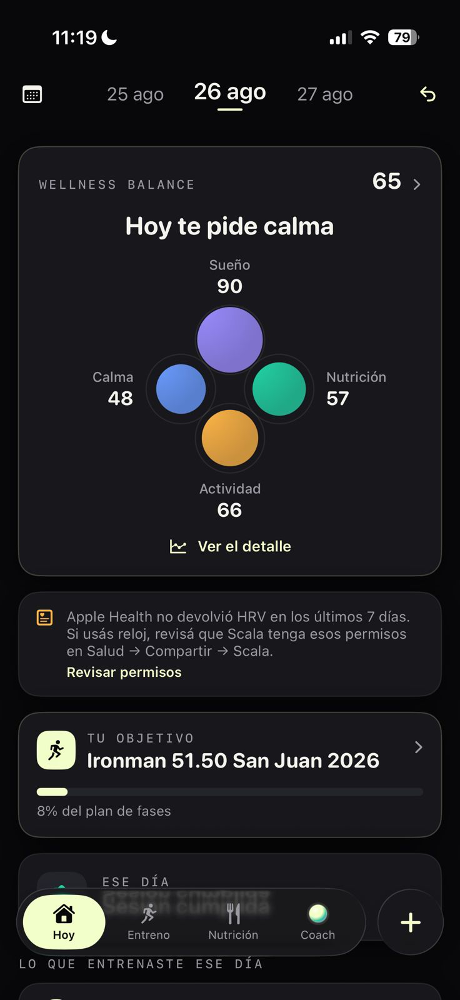 11:19
79
25 ago
26 ago
27 ago
WELLNESS BALANCE
65
Hoy te pide calma
Sueño
90
Calma
48
Nutrición
57
Actividad
66
Ver el detalle
Apple Health no devolvió HRV en los últimos 7 días.
Si usás reloj, revisá que Scala tenga esos permisos
en Salud → Compartir → Scala.
Revisar permisos
TU OBJETIVO
Ironman 51.50 San Juan 2026
8% del plan de fases
ESE DÍA
Sesión cumplida
Hoy
Entreno
Nutrición
Coach
LO QUE ENTRENASTE ESE DÍA